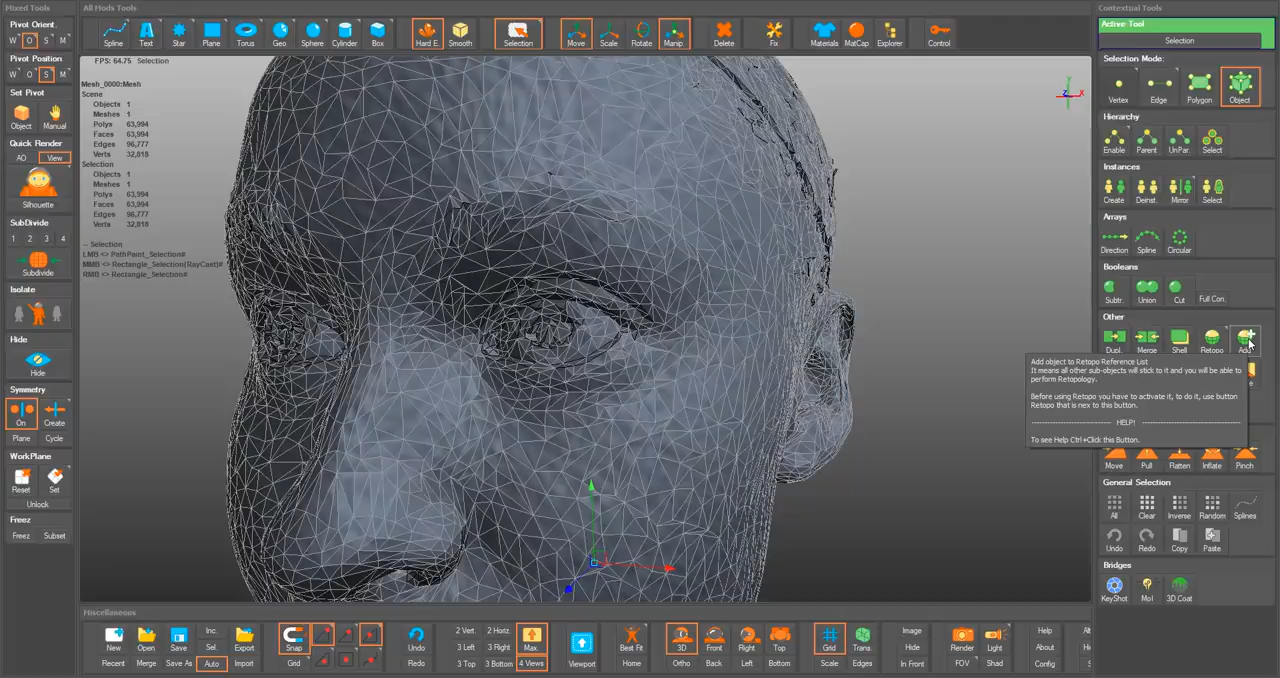 Mixed Tools
All Mods Tools
Contextual Tools
Pivot Orient.
W O S M
Pivot Position
W O S M
Set Pivot
Object Manual
Quick Render
AO View
Silhouette
SubDivide
1 2 3 4
Subdivide
Isolate
Hide
Hide
Symmetry
On Create
Plane Cycle
WorkPlane
Reset Set
Unlock
Freez
Freez Subset
Spline Text Star Plane Torus Geo Sphere Cylinder Box Hard E. Smooth Selection Move Scale Rotate Manip Delete Fix Materials MatCap Explorer Control
FPS: 64.75 Selection
Mesh_0000:Mesh
Scene
Objects 1
Meshes 1
Polys 63,994
Faces 63,994
Edges 96,777
Verts 32,818
Selection
Objects 1
Meshes 1
Polys 63,994
Faces 63,994
Edges 96,777
Verts 32,818
-- Selection
LMB <> PathPaint_Selection#
MMB <> Rectangle_Selection(RayCast)#
RMB <> Rectangle_Selection#
Y
Z X
Active Tool
Selection
Selection Mode:
Vertex Edge Polygon Object
Hierarchy
Enable Parent UnPar. Select
Instances
Create Deinst. Mirror Select
Arrays
Direction Spline Circular
Booleans
Subtr. Union Cut Full Con.
Other
Dupl. Merge Shell Retopo Add
Add object to Retopo Reference List
It means all other sub-objects will stick to it and you will be able to
perform Retopology.
Before using Retopo you have to activate it, to do it, use button
Retopo that is nex to this button.
HELP!
To see Help Ctrl+Click this Button.
Move Pull Flatten Inflate Pinch
General Selection
All Clear Inverse Random Splines
Undo Redo Copy Paste
Bridges
KeyShot MoI 3D Coat
Miscellaneous
New Open Save Inc. Export Snap Undo 2 Vert. 2 Horz. Max. Viewport Best Fit 3D Front Right Top Grid Trans. Image Render Light Help
Sel. 3 Left 3 Right Hide About
Recent Merge Save As Auto Import Grid Redo 3 Top 3 Bottom 4 Views Home Ortho Back Left Bottom Scale Edges In Front FOV Shad Config